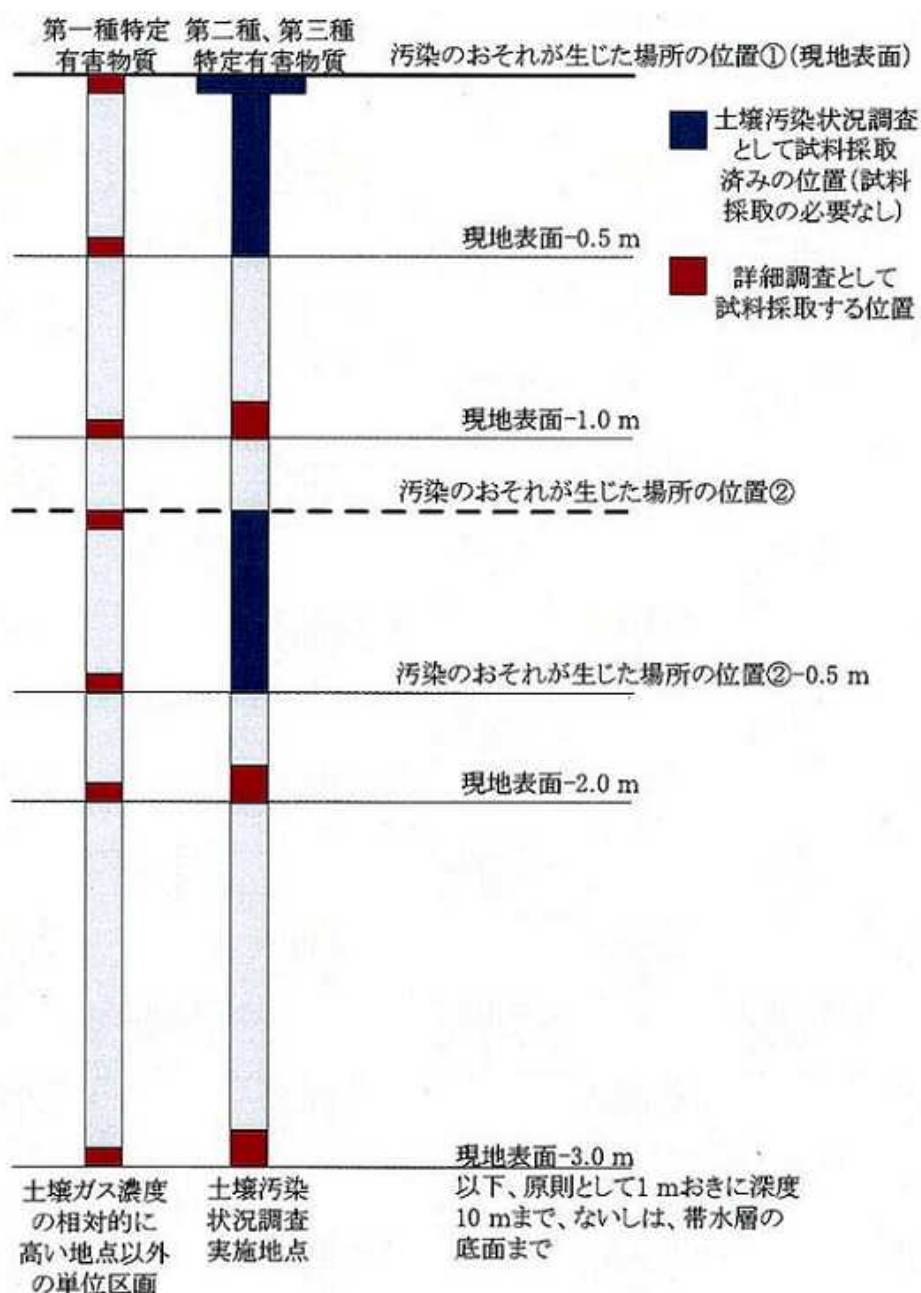 第一種特定
有害物質
第二種、第三種
特定有害物質
汚染のおそれが生じた場所の位置①(現地表面)
土壌汚染状況調査
として試料採取
済みの位置(試料
採取の必要なし)
現地表面-0.5 m
詳細調査として
試料採取する位置
現地表面-1.0 m
汚染のおそれが生じた場所の位置②
汚染のおそれが生じた場所の位置②-0.5 m
現地表面-2.0 m
現地表面-3.0 m
以下、原則として1 mおきに深度
10 mまで、ないしは、帯水層の
底面まで
土壌ガス濃度
の相対的に
高い地点以外
の単位区画
土壌汚染
状況調査
実施地点